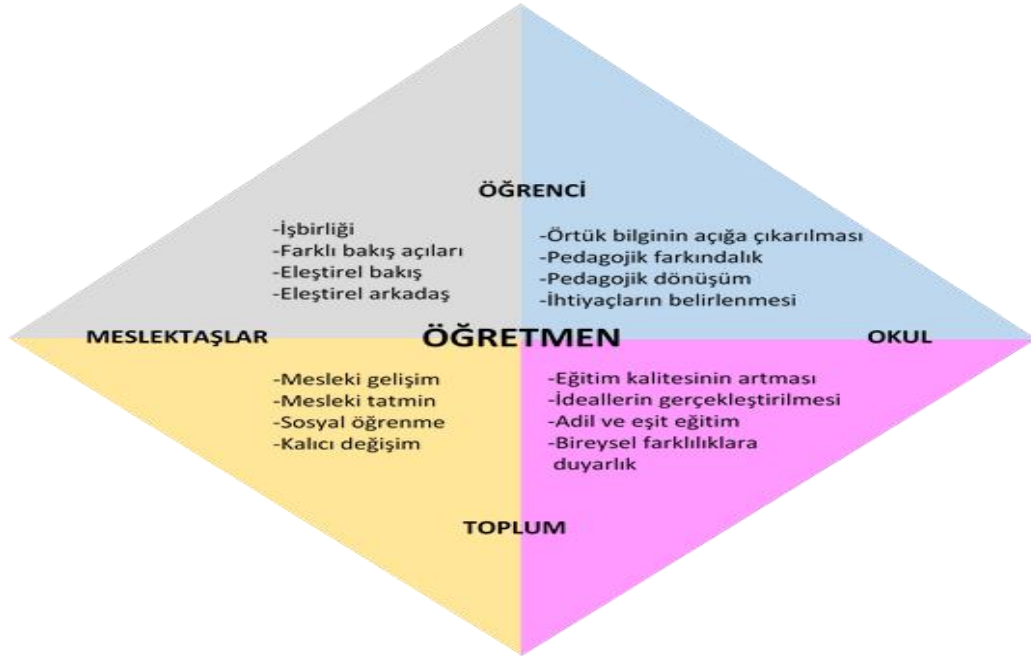 ÖĞRENCİ
-İşbirliği
-Farklı bakış açıları
-Eleştirel bakış
-Eleştirel arkadaş
-Örtük bilginin açığa çıkarılması
-Pedagojik farkındalık
-Pedagojik dönüşüm
-İhtiyaçların belirlenmesi
MESLEKTAŞLAR
ÖĞRETMEN
OKUL
-Mesleki gelişim
-Mesleki tatmin
-Sosyal öğrenme
-Kalıcı değişim
-Eğitim kalitesinin artması
-İdeallerin gerçekleştirilmesi
-Adil ve eşit eğitim
-Bireysel farklılıklara
duyarlık
TOPLUM